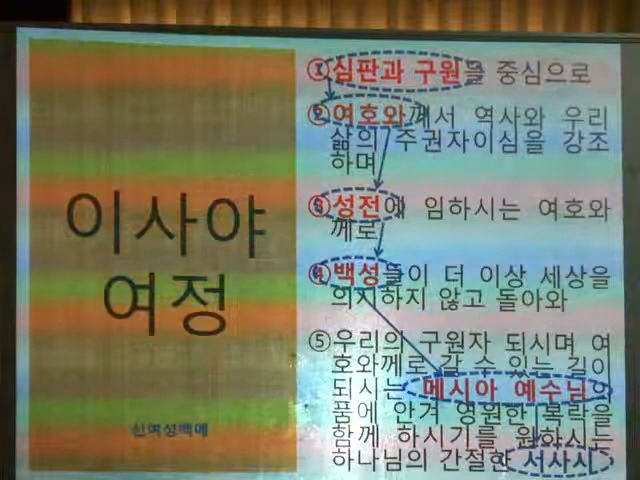 이사야
여정
신여성백메
①심판과 구원을 중심으로
②여호와께서 역사와 우리
삶의 주권자이심을 강조
하며
③성전에 임하시는 여호와
께로
④백성들이 더 이상 세상을
의지하지 않고 돌아와
⑤우리의 구원자 되시며 여
호와께로 갈 수 있는 길이
되시는 메시아 예수님의
품에 안겨 영원한 복락을
함께 하시기를 원하시는
하나님의 간절한 서사시